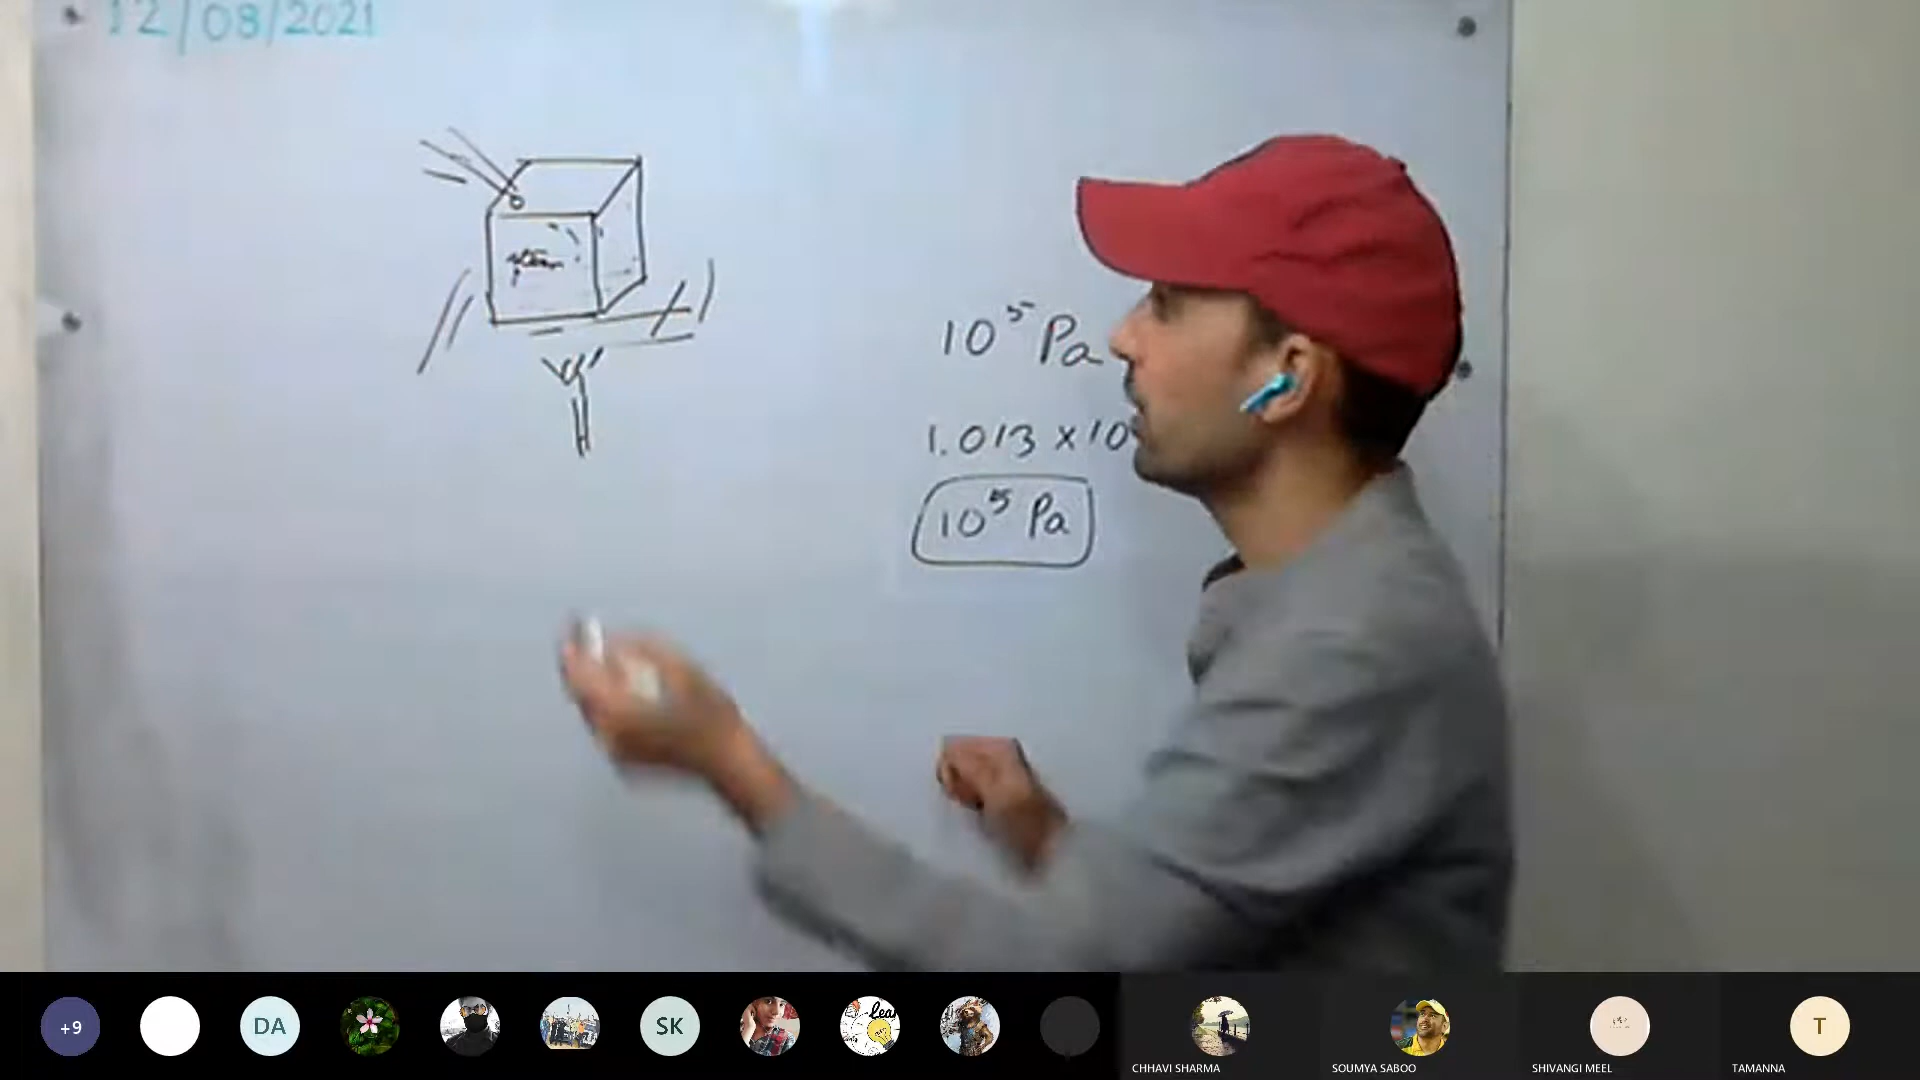 12/08/2021
10⁵ Pa
1.013 x 10
10⁵ Pa
+9
DA
SK
T
CHHAVI SHARMA
SOUMYA SABOO
SHIVANGI MEEL
TAMANNA